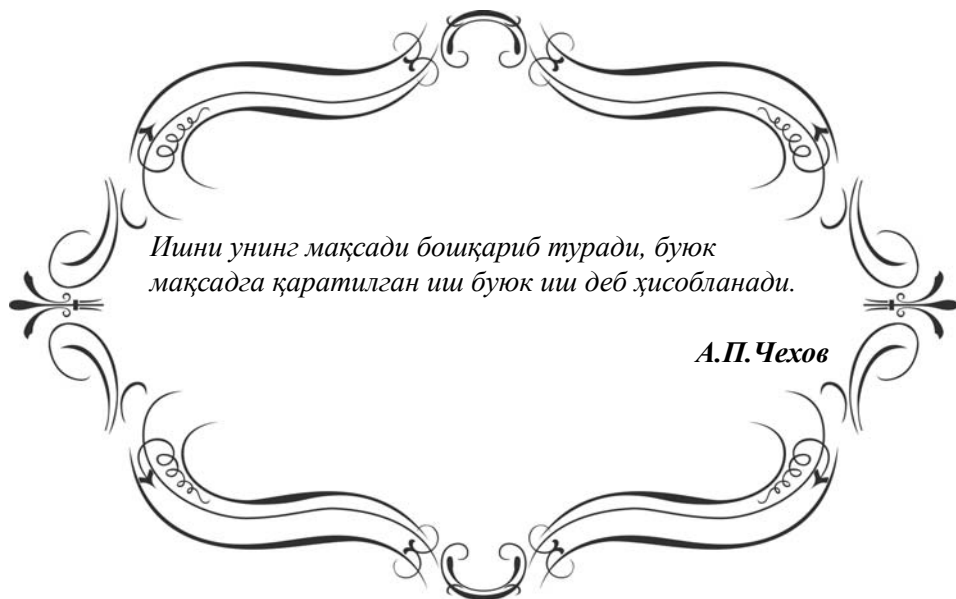 Ишни унинг мақсади бошқариб туради, буюк
мақсадга қаратилган иш буюк иш деб ҳисобланади.
А.П.Чехов